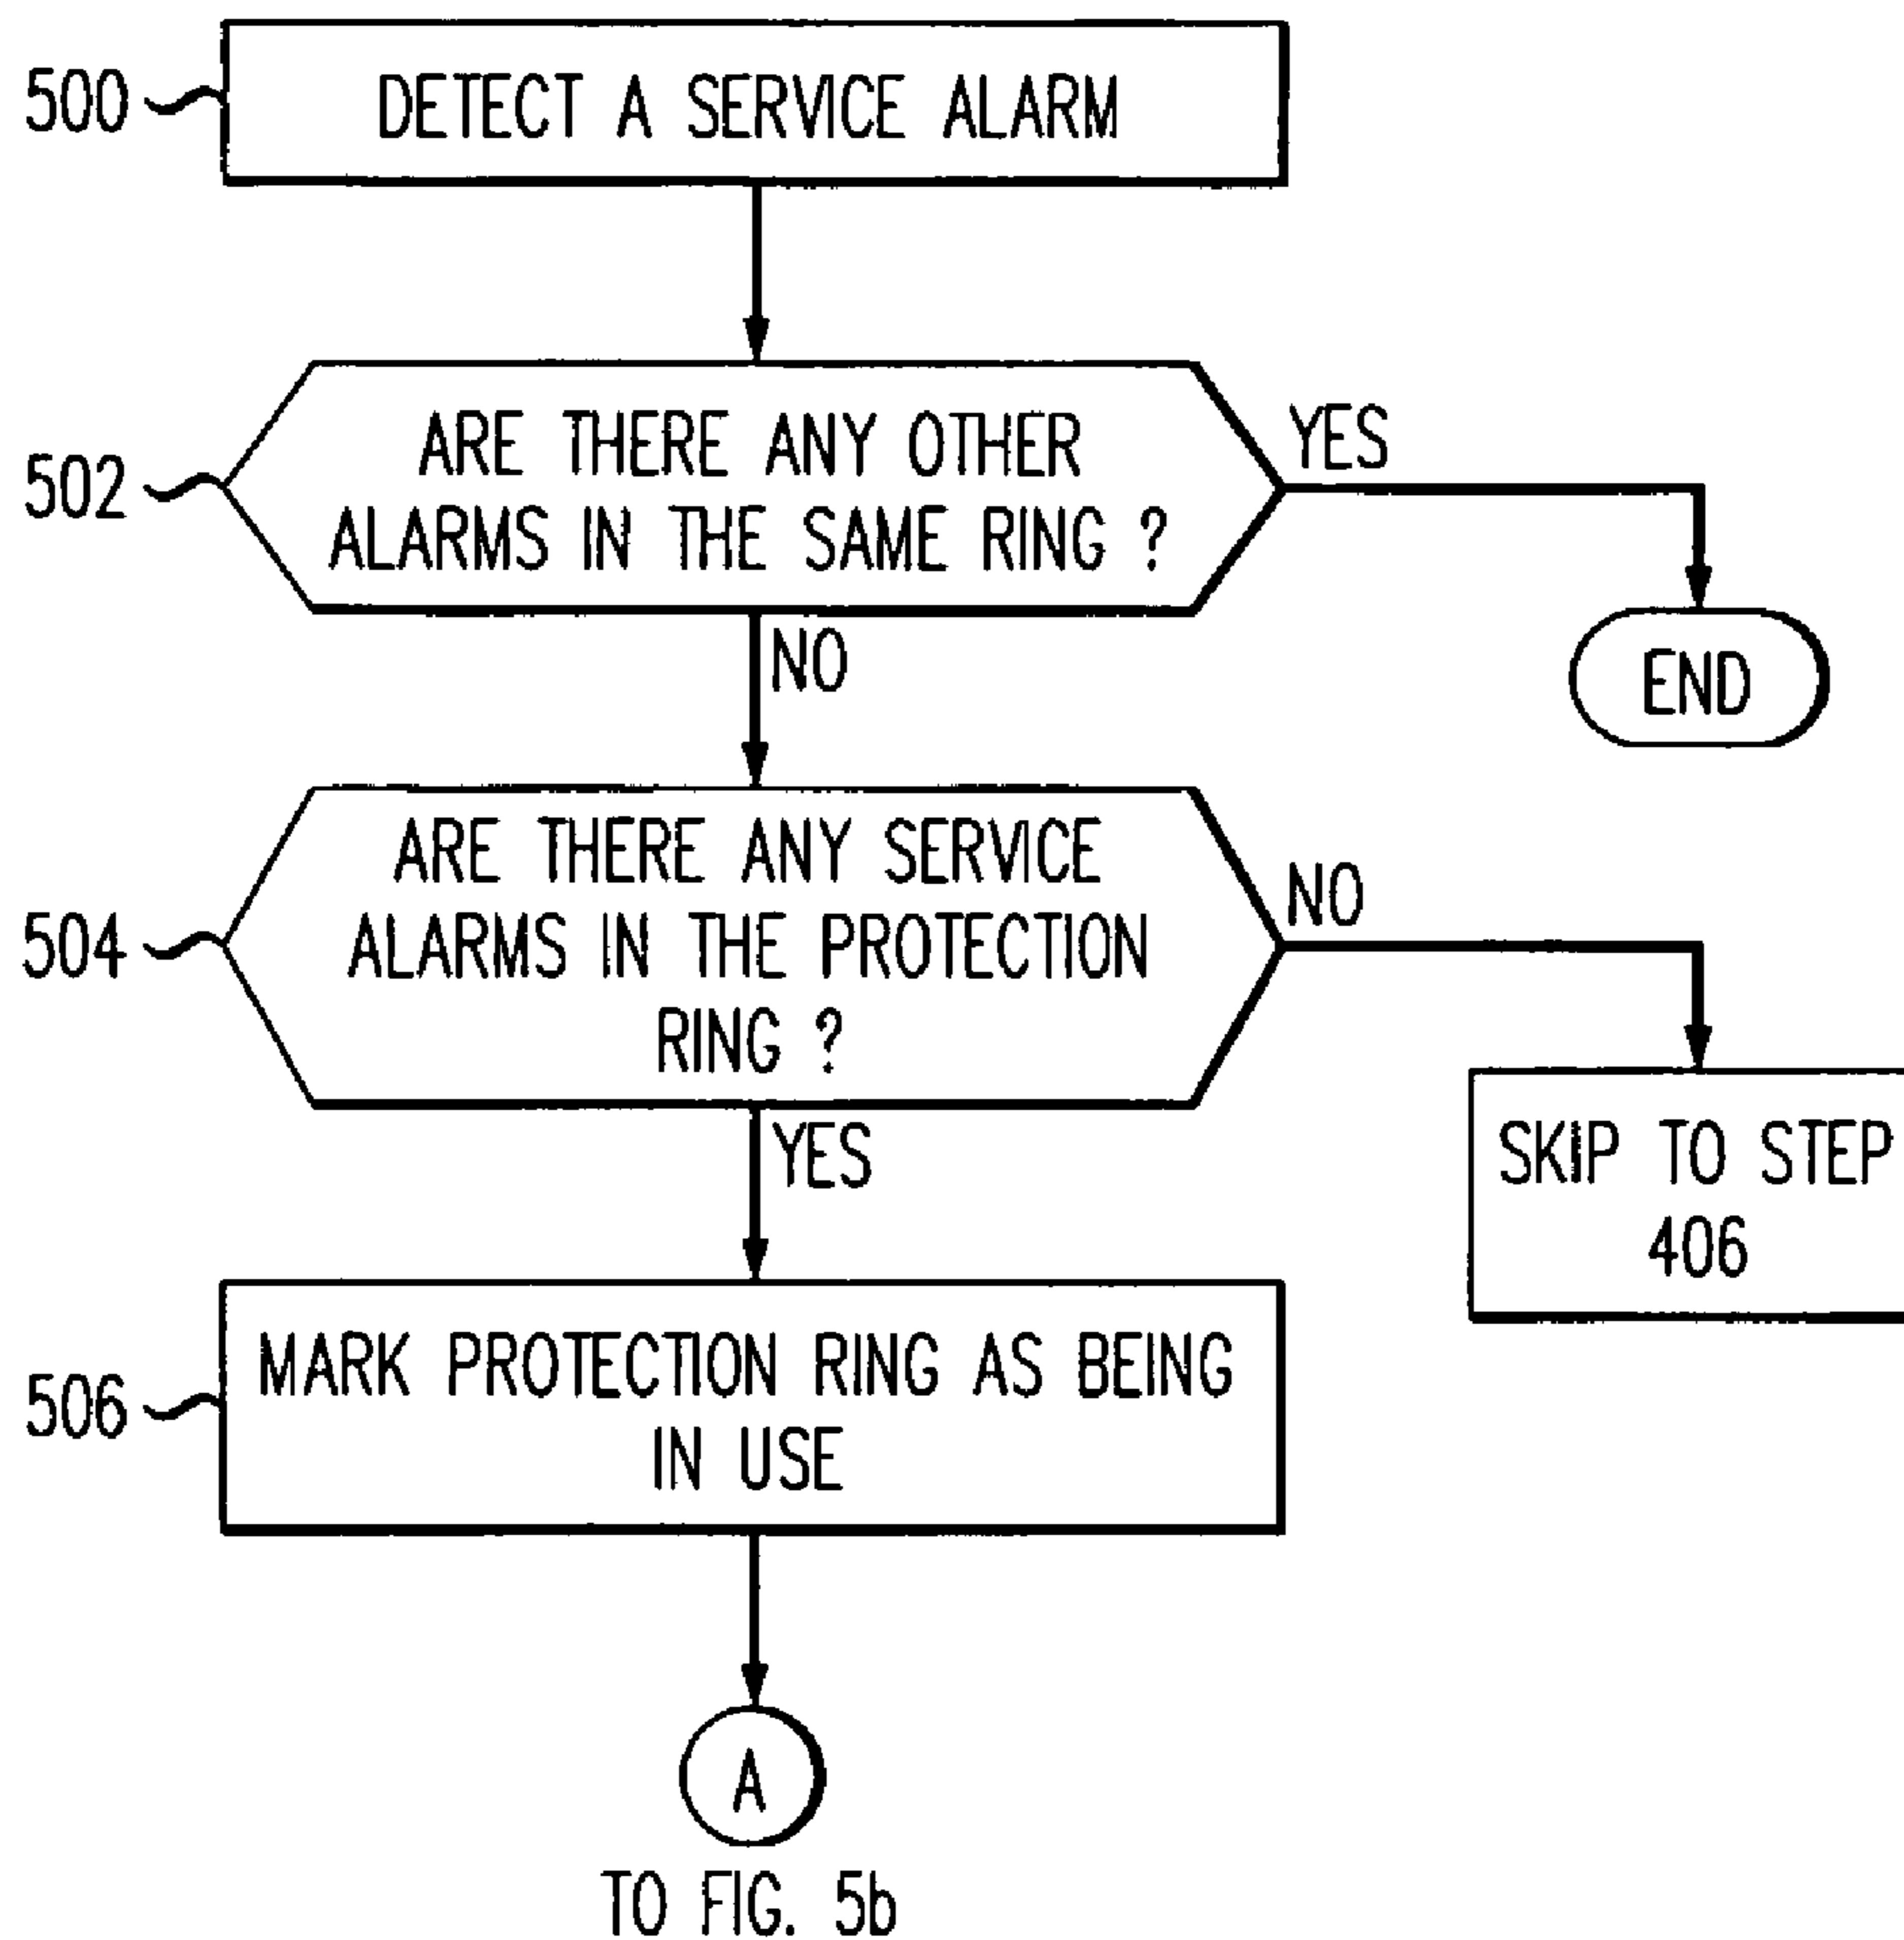 500
DETECT A SERVICE ALARM
502
ARE THERE ANY OTHER
ALARMS IN THE SAME RING ?
YES
END
NO
504
ARE THERE ANY SERVICE
ALARMS IN THE PROTECTION
RING ?
NO
SKIP TO STEP
406
YES
506
MARK PROTECTION RING AS BEING
IN USE
A
TO FIG. 5b